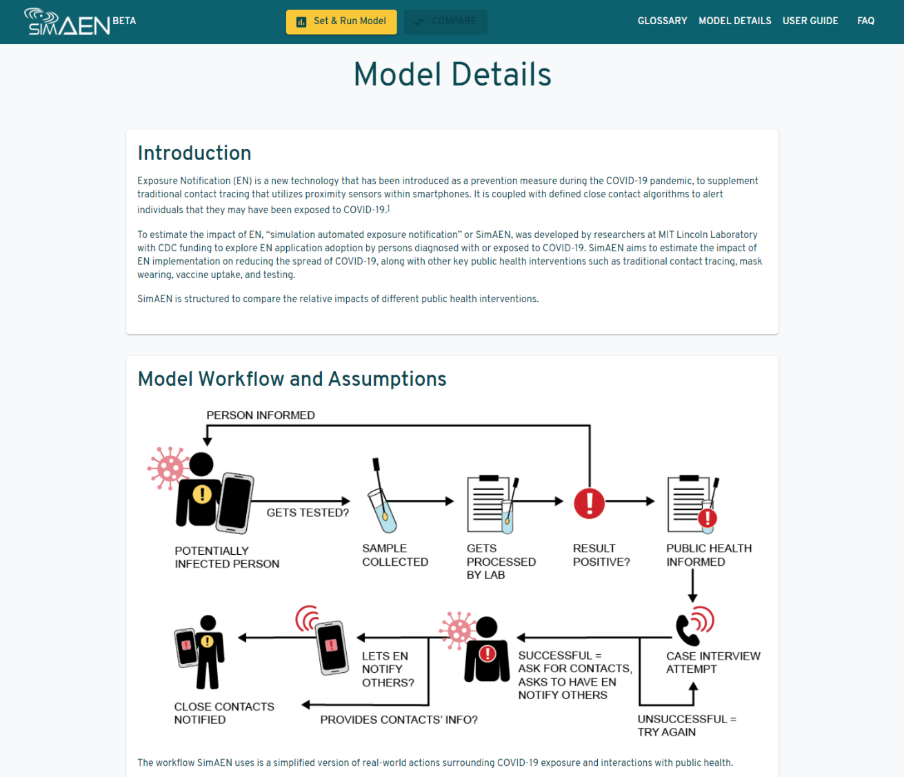 SimAEN BETA
Set & Run Model
COMPARE
GLOSSARY MODEL DETAILS USER GUIDE FAQ
Model Details
Introduction
Exposure Notification (EN) is a new technology that has been introduced as a prevention measure during the COVID-19 pandemic, to supplement
traditional contact tracing that utilizes proximity sensors within smartphones. It is coupled with defined close contact algorithms to alert
individuals that they may have been exposed to COVID-19.1
To estimate the impact of EN, “simulation automated exposure notification” or SimAEN, was developed by researchers at MIT Lincoln Laboratory
with CDC funding to explore EN application adoption by persons diagnosed with or exposed to COVID-19. SimAEN aims to estimate the impact of
EN implementation on reducing the spread of COVID-19, along with other key public health interventions such as traditional contact tracing, mask
wearing, vaccine uptake, and testing.
SimAEN is structured to compare the relative impacts of different public health interventions.
Model Workflow and Assumptions
PERSON INFORMED
GETS TESTED?
POTENTIALLY
INFECTED PERSON
SAMPLE
COLLECTED
GETS
PROCESSED
BY LAB
RESULT
POSITIVE?
PUBLIC HEALTH
INFORMED
CASE INTERVIEW
ATTEMPT
UNSUCCESSFUL =
TRY AGAIN
SUCCESSFUL =
ASK FOR CONTACTS,
ASKS TO HAVE EN
NOTIFY OTHERS
LETS EN
NOTIFY
OTHERS?
PROVIDES CONTACTS' INFO?
CLOSE CONTACTS
NOTIFIED
The workflow SimAEN uses is a simplified version of real-world actions surrounding COVID-19 exposure and interactions with public health.